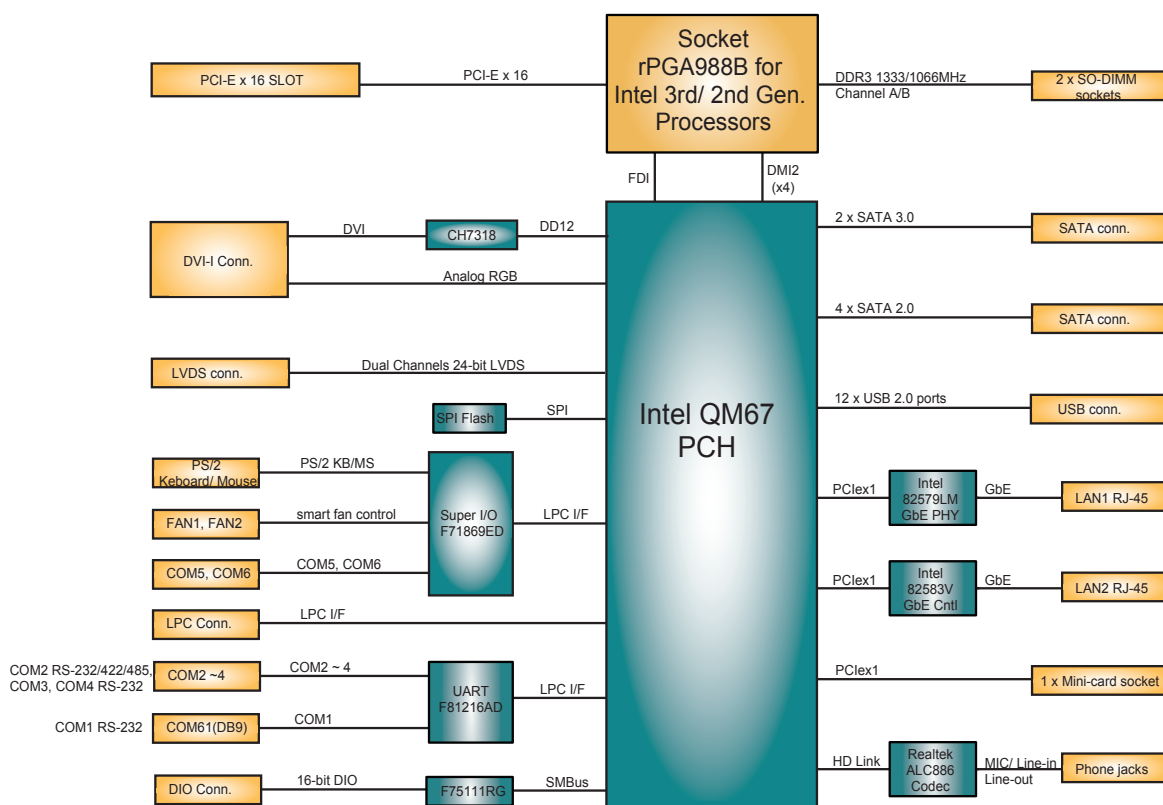 Socket
rPGA988B for
Intel 3rd/ 2nd Gen.
Processors
PCI-E x 16 SLOT
PCI-E x 16
DDR3 1333/1066MHz
Channel A/B
2 x SO-DIMM
sockets
FDI
DMI2
(x4)
DVI-I Conn.
DVI
CH7318
DD12
Analog RGB
LVDS conn.
Dual Channels 24-bit LVDS
SPI Flash
SPI
PS/2
Keboard/ Mouse
PS/2 KB/MS
FAN1, FAN2
smart fan control
COM5, COM6
COM5, COM6
Super I/O
F71869ED
LPC I/F
LPC Conn.
LPC I/F
COM2 RS-232/422/485,
COM3, COM4 RS-232
COM2 ~4
COM2 ~ 4
COM1 RS-232
COM61(DB9)
COM1
UART
F81216AD
LPC I/F
DIO Conn.
16-bit DIO
F75111RG
SMBus
Intel QM67
PCH
2 x SATA 3.0
SATA conn.
4 x SATA 2.0
SATA conn.
12 x USB 2.0 ports
USB conn.
PCIex1
Intel
82579LM
GbE PHY
GbE
LAN1 RJ-45
PCIex1
Intel
82583V
GbE Cntl
GbE
LAN2 RJ-45
PCIex1
1 x Mini-card socket
HD Link
Realtek
ALC886
Codec
MIC/ Line-in
Line-out
Phone jacks